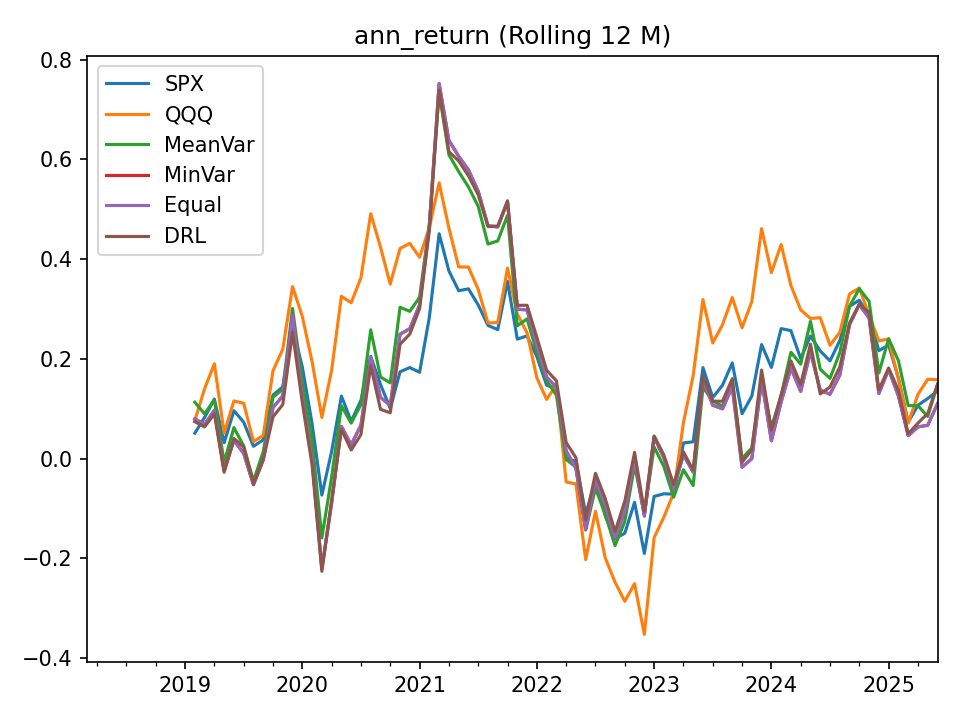 ann_return (Rolling 12 M)
0.8
0.6
0.4
0.2
0.0
−0.2
−0.4
SPX
QQQ
MeanVar
MinVar
Equal
DRL
2019 2020 2021 2022 2023 2024 2025